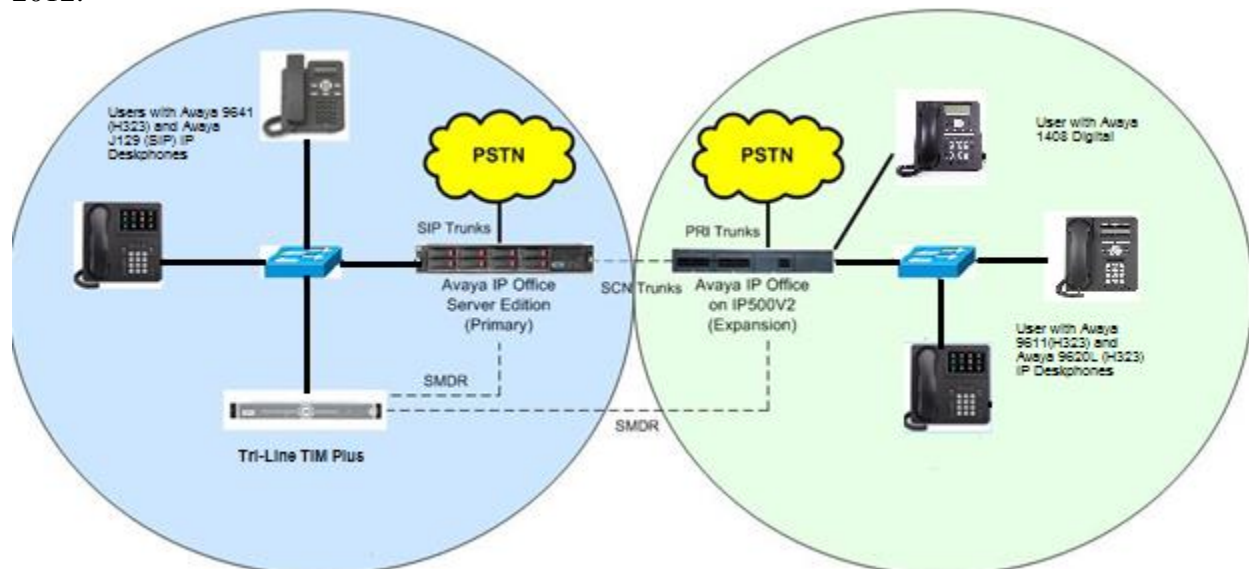 2012.
Users with Avaya 9641
(H323) and Avaya
J129 (SIP) IP
Deskphones
PSTN
SIP Trunks
Avaya IP Office
Server Edition
(Primary)
SMDR
Tri-Line TIM Plus
SCN Trunks
SMDR
PSTN
PRI Trunks
Avaya IP Office
on IP500V2
(Expansion)
User with Avaya
1408 Digital
User with Avaya
9611(H323) and
Avaya 9620L (H323)
IP Deskphones